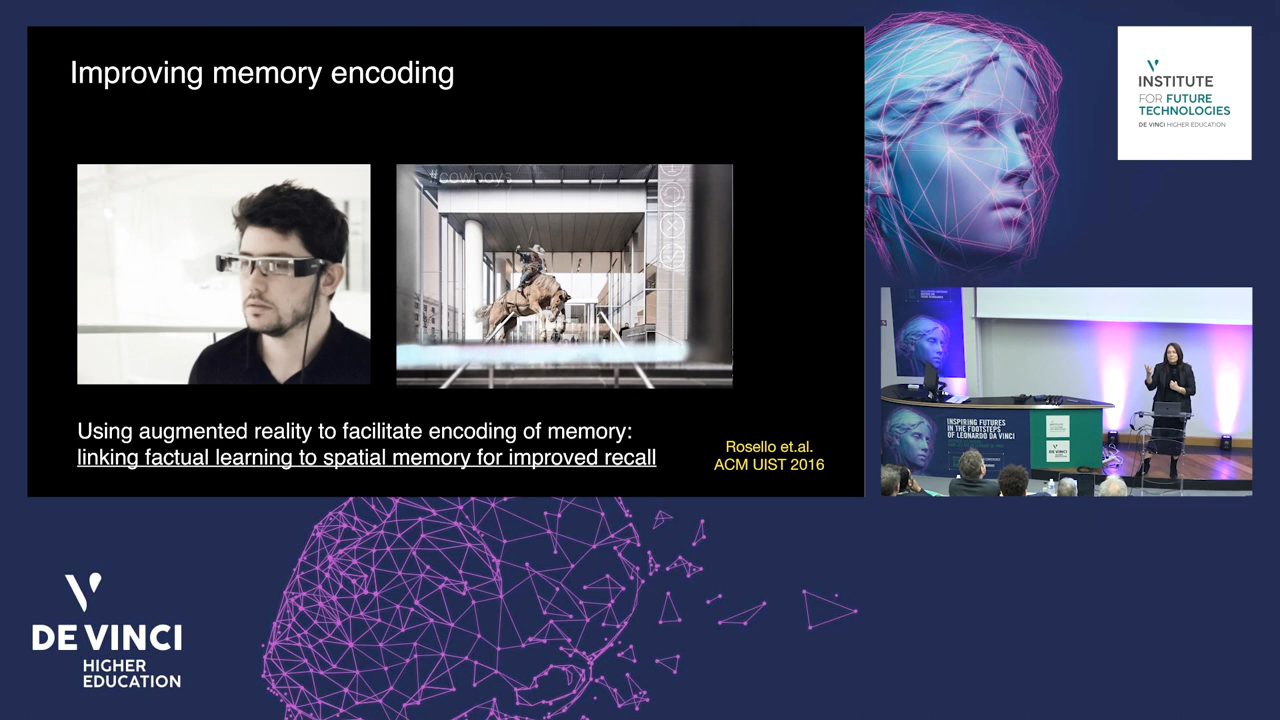 Improving memory encoding
#cowboys
Using augmented reality to facilitate encoding of memory:
linking factual learning to spatial memory for improved recall
Rosello et.al.
ACM UIST 2016
INSTITUTE
FOR FUTURE
TECHNOLOGIES
DE VINCI HIGHER EDUCATION
INSPIRING FUTURES
IN THE FOOTSTEPS
OF LEONARDO DA VINCI
DE VINCI
HIGHER
EDUCATION